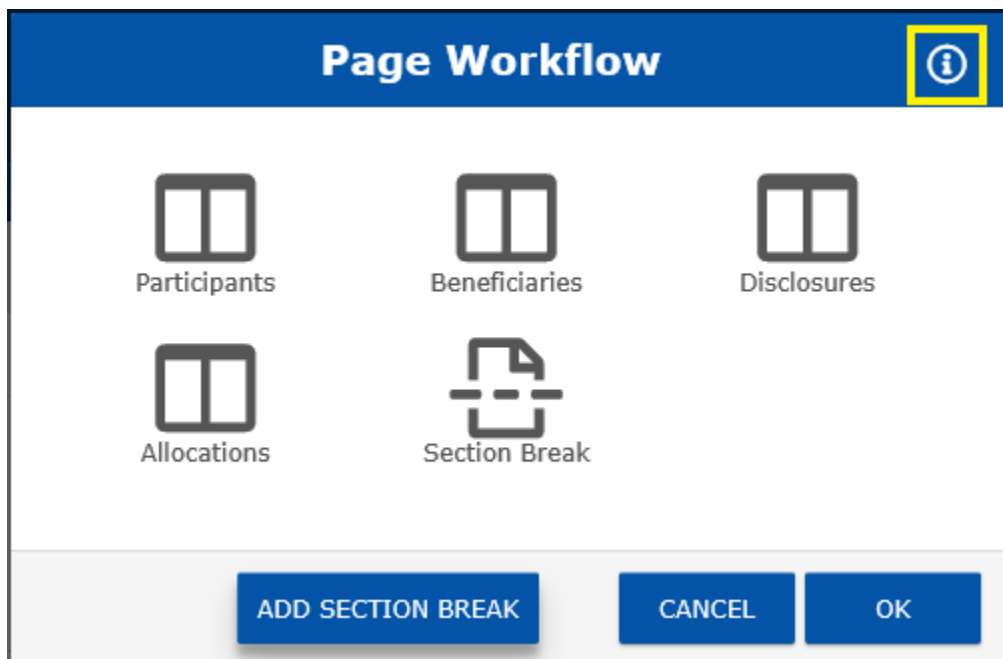 Page Workflow
Participants
Beneficiaries
Disclosures
Allocations
Section Break
ADD SECTION BREAK
CANCEL
OK